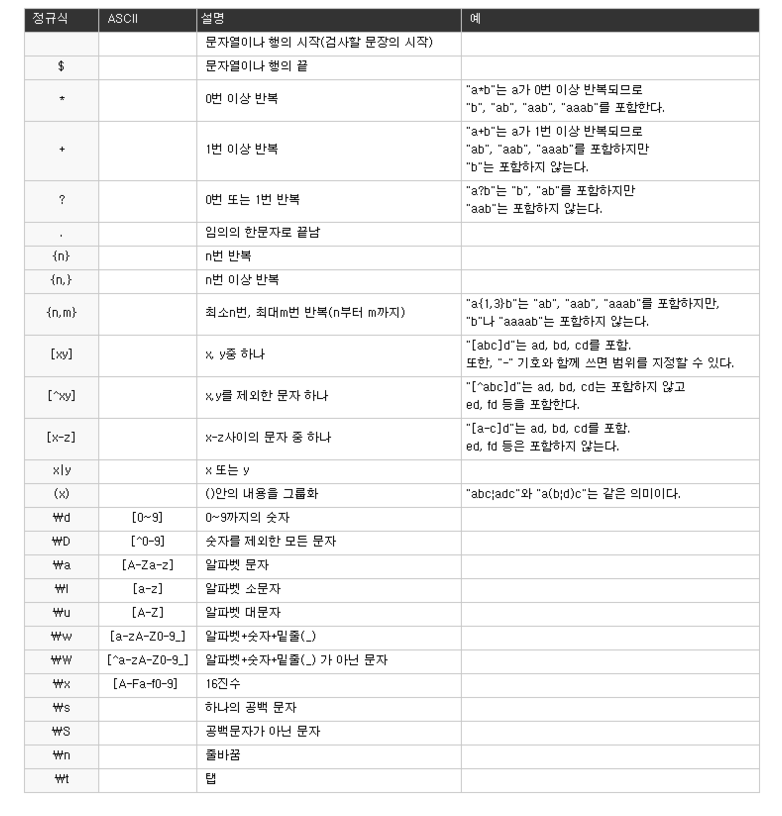 정규식 ASCII 설명 예
문자열이나 행의 시작(검사할 문장의 시작)
$ 문자열이나 행의 끝
* 0번 이상 반복 "a*b"는 a가 0번 이상 반복되므로
"b", "ab", "aab", "aaab"를 포함한다.
+ 1번 이상 반복 "a+b"는 a가 1번 이상 반복되므로
"ab", "aab", "aaab"를 포함하지만
"b"는 포함하지 않는다.
? 0번 또는 1번 반복 "a?b"는 "b", "ab"를 포함하지만
"aab"는 포함하지 않는다.
. 임의의 한문자로 끝남
{n} n번 반복
{n,} n번 이상 반복
{n,m} 최소n번, 최대m번 반복(n부터 m까지) "a{1,3}b"는 "ab", "aab", "aaab"를 포함하지만,
"b"나 "aaaab"는 포함하지 않는다.
[xy] x, y중 하나 "[abc]d"는 ad, bd, cd를 포함.
또한, "-" 기호와 함께 쓰면 범위를 지정할 수 있다.
[^xy] x,y를 제외한 문자 하나 "[^abc]d"는 ad, bd, cd는 포함하지 않고
ed, fd 등을 포함한다.
[x-z] x-z사이의 문자 중 하나 "[a-c]d"는 ad, bd, cd를 포함.
ed, fd 등은 포함하지 않는다.
x|y x 또는 y
(x) ()안의 내용을 그룹화 "abc¦adc"와 "a(b¦d)c"는 같은 의미이다.
₩d [0~9] 0~9까지의 숫자
₩D [^0-9] 숫자를 제외한 모든 문자
₩a [A-Za-z] 알파벳 문자
₩l [a-z] 알파벳 소문자
₩u [A-Z] 알파벳 대문자
₩w [a-zA-Z0-9_] 알파벳+숫자+밑줄(_)
₩W [^a-zA-Z0-9_] 알파벳+숫자+밑줄(_) 가 아닌 문자
₩x [A-Fa-f0-9] 16진수
₩s 하나의 공백 문자
₩S 공백문자가 아닌 문자
₩n 줄바꿈
₩t 탭